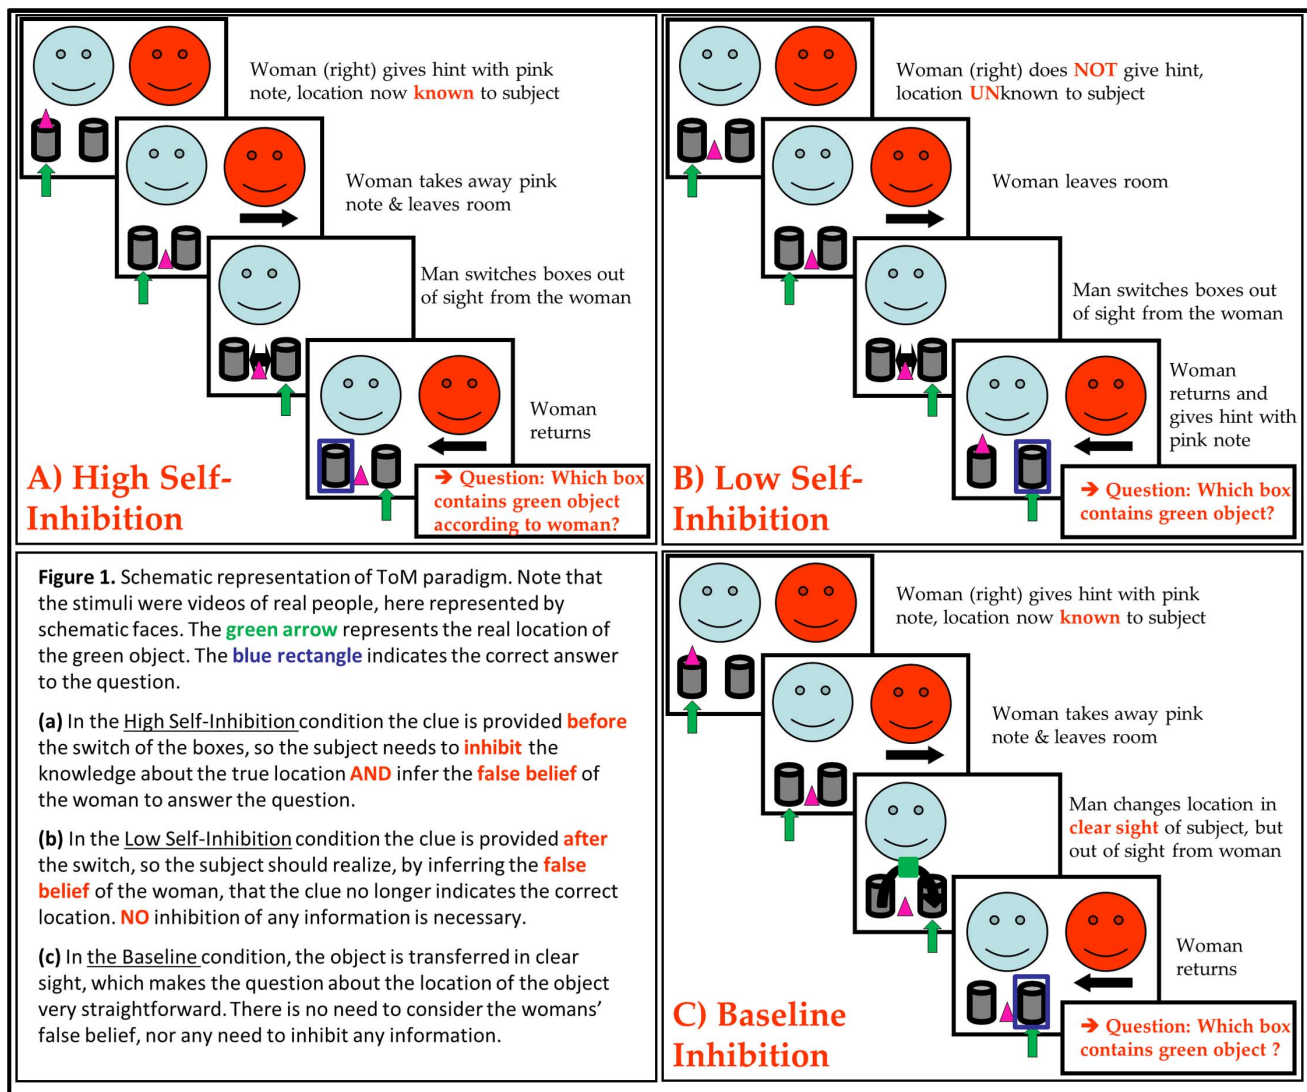 Woman (right) gives hint with pink
note, location now known to subject
Woman takes away pink
note & leaves room
Man switches boxes out
of sight from the woman
Woman
returns
A) High Self-
Inhibition
➔ Question: Which box
contains green object
according to woman?
Woman (right) does NOT give hint,
location UNknown to subject
Woman leaves room
Man switches boxes out
of sight from the woman
Woman
returns and
gives hint with
pink note
B) Low Self-
Inhibition
➔ Question: Which box
contains green object?
Figure 1. Schematic representation of ToM paradigm. Note that
the stimuli were videos of real people, here represented by
schematic faces. The green arrow represents the real location of
the green object. The blue rectangle indicates the correct answer
to the question.
(a) In the High Self-Inhibition condition the clue is provided before
the switch of the boxes, so the subject needs to inhibit the
knowledge about the true location AND infer the false belief of
the woman to answer the question.
(b) In the Low Self-Inhibition condition the clue is provided after
the switch, so the subject should realize, by inferring the false
belief of the woman, that the clue no longer indicates the correct
location. NO inhibition of any information is necessary.
(c) In the Baseline condition, the object is transferred in clear
sight, which makes the question about the location of the object
very straightforward. There is no need to consider the womans'
false belief, nor any need to inhibit any information.
Woman (right) gives hint with pink
note, location now known to subject
Woman takes away pink
note & leaves room
Man changes location in
clear sight of subject, but
out of sight from woman
Woman
returns
C) Baseline
Inhibition
➔ Question: Which box
contains green object ?